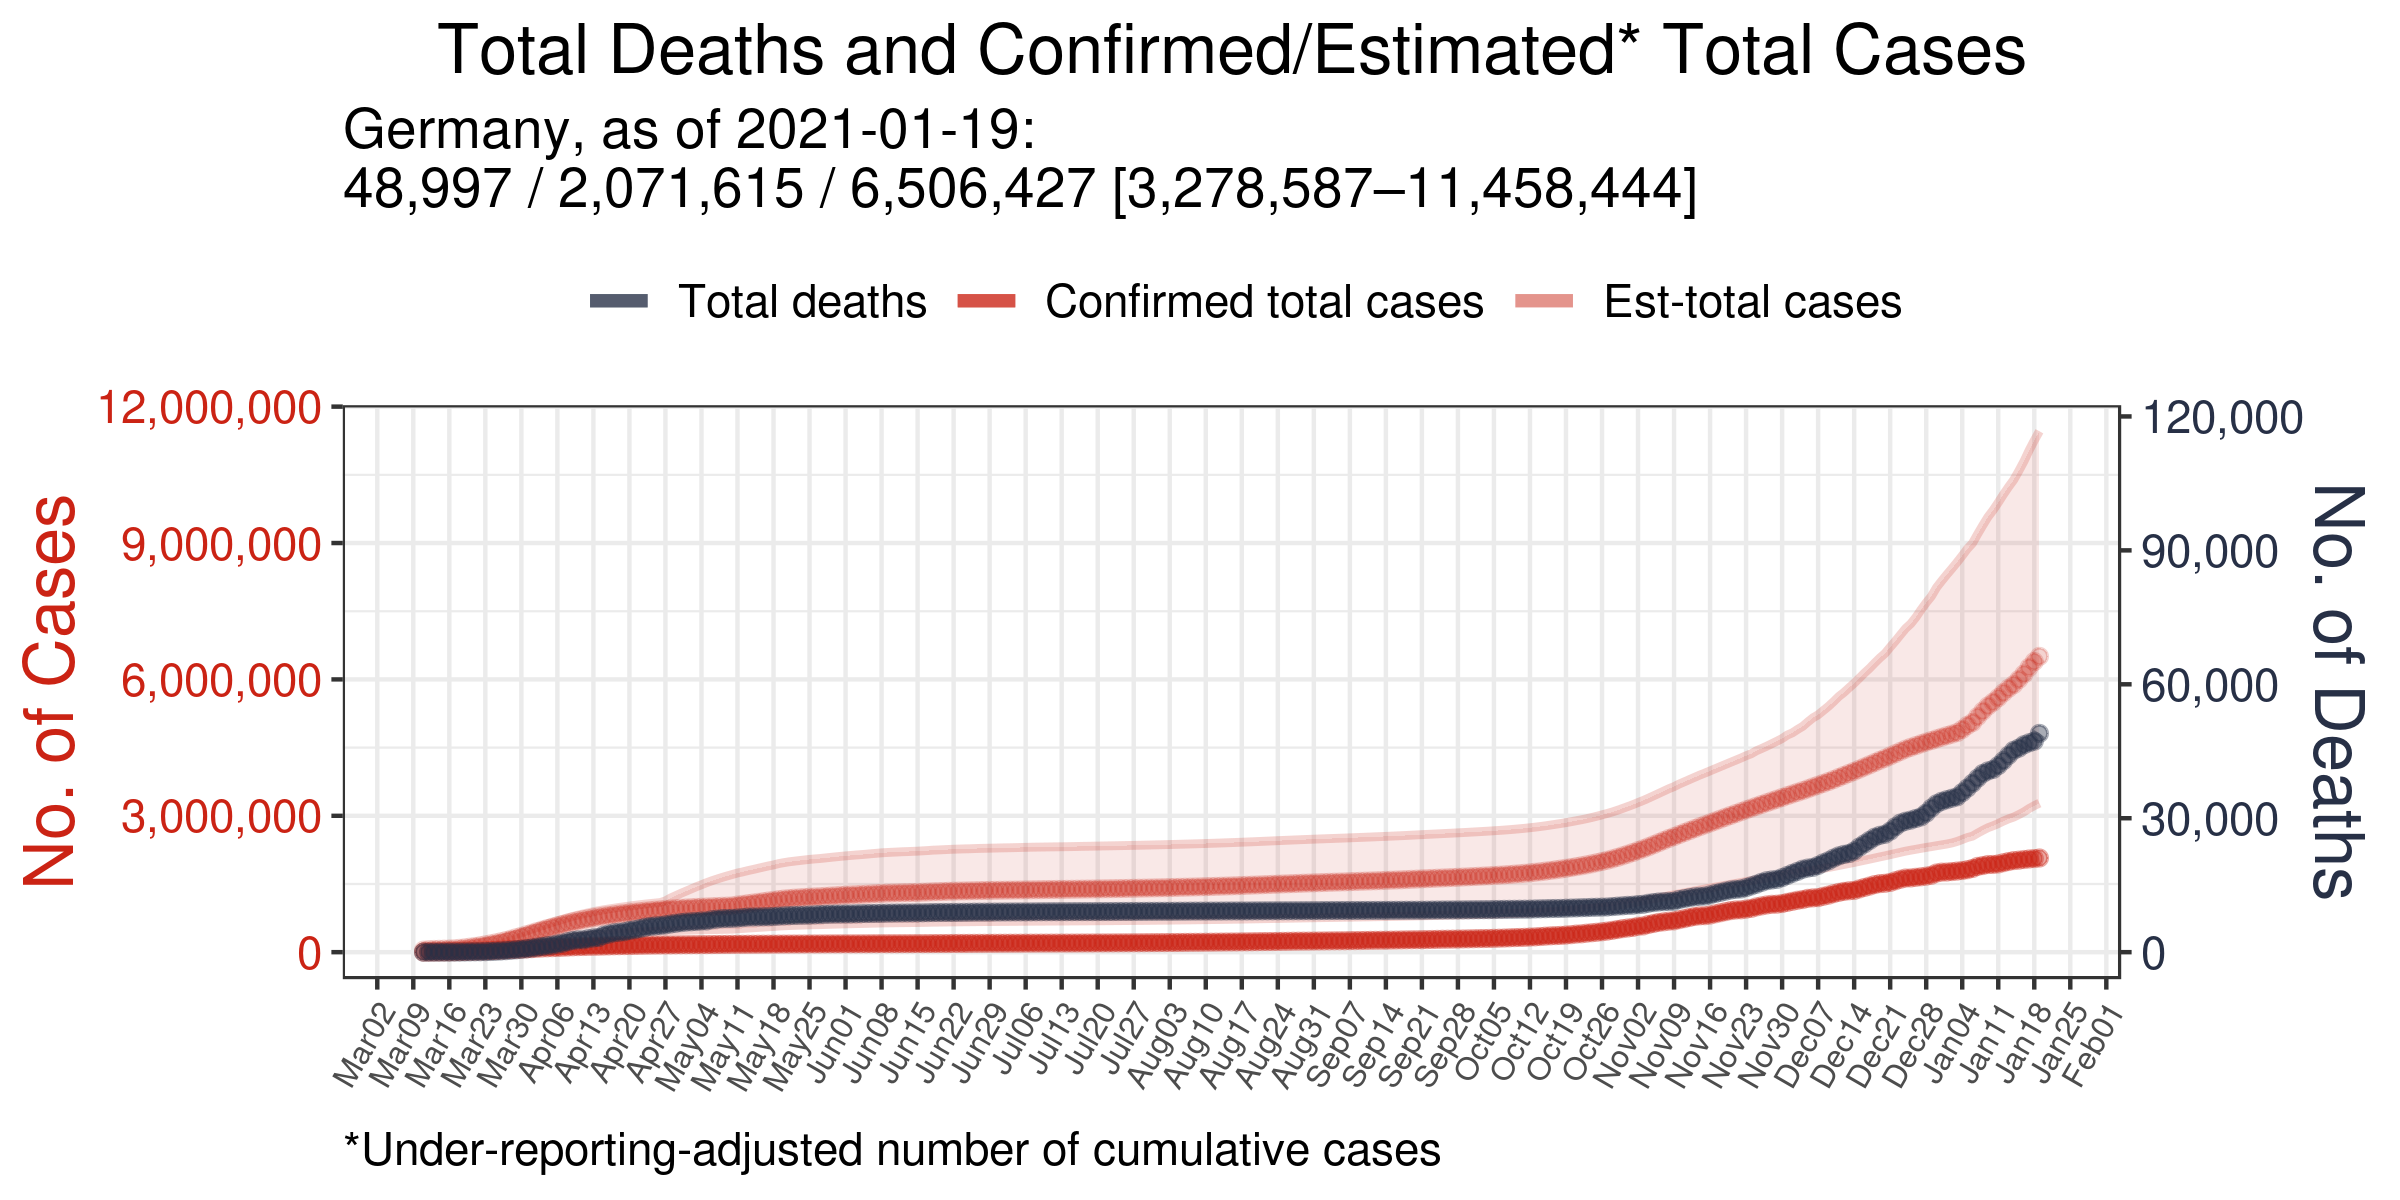 Total Deaths and Confirmed/Estimated* Total Cases
Germany, as of 2021-01-19:
48,997 / 2,071,615 / 6,506,427 [3,278,587–11,458,444]
Total deaths Confirmed total cases Est-total cases
No. of Cases
12,000,000
9,000,000
6,000,000
3,000,000
0
120,000
90,000
60,000
30,000
0
No. of Deaths
Mar02 Mar09 Mar16 Mar23 Mar30 Apr06 Apr13 Apr20 Apr27 May04 May11 May18 May25 Jun01 Jun08 Jun15 Jun22 Jun29 Jul06 Jul13 Jul20 Jul27 Aug03 Aug10 Aug17 Aug24 Aug31 Sep07 Sep14 Sep21 Sep28 Oct05 Oct12 Oct19 Oct26 Nov02 Nov09 Nov16 Nov23 Nov30 Dec07 Dec14 Dec21 Dec28 Jan04 Jan11 Jan18 Jan25 Feb01
*Under-reporting-adjusted number of cumulative cases